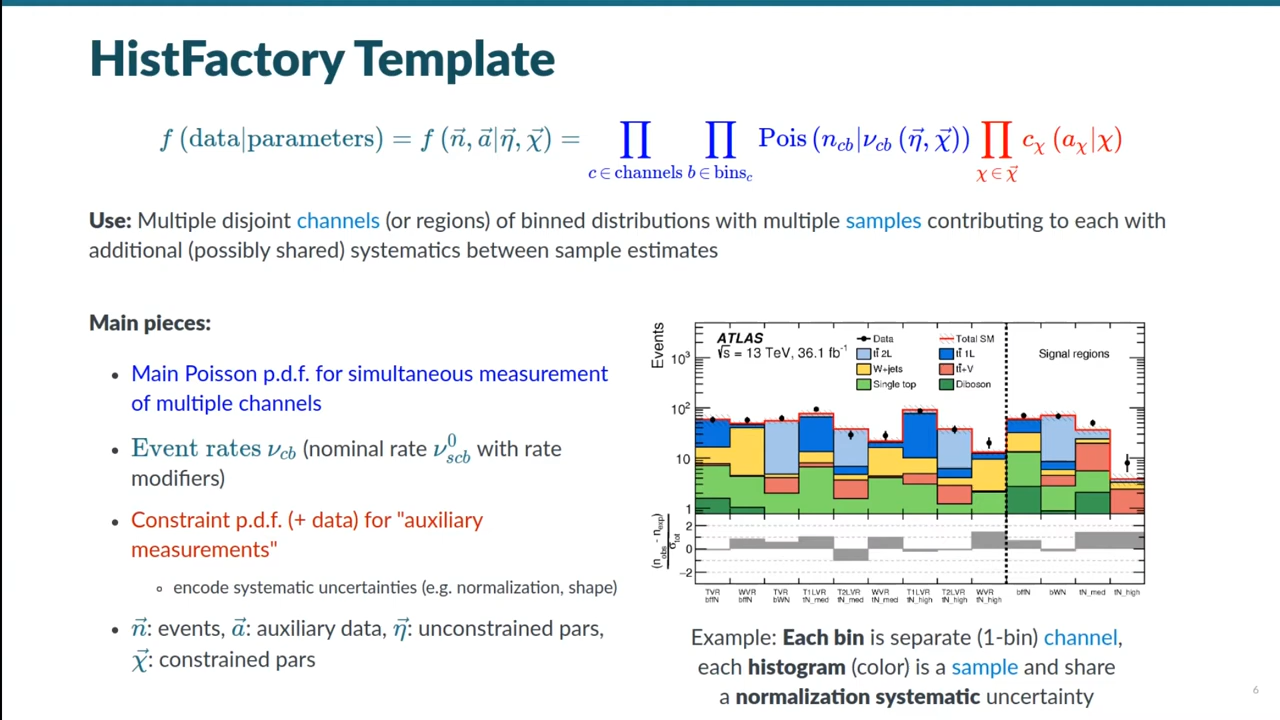 HistFactory Template
f (data|parameters) = f (n⃗, a⃗|η⃗, χ⃗) = ∏ ∏ Pois (n_cb|ν_cb (η⃗, χ⃗)) ∏ c_χ (a_χ|χ)
c ∈ channels b ∈ bins_c χ ∈ χ⃗
Use: Multiple disjoint channels (or regions) of binned distributions with multiple samples contributing to each with
additional (possibly shared) systematics between sample estimates
Main pieces:
• Main Poisson p.d.f. for simultaneous measurement
of multiple channels
• Event rates ν_cb (nominal rate ν⁰_scb with rate
modifiers)
• Constraint p.d.f. (+ data) for "auxiliary
measurements"
◦ encode systematic uncertainties (e.g. normalization, shape)
• n⃗: events, a⃗: auxiliary data, η⃗: unconstrained pars,
χ⃗: constrained pars
Events
10³
10²
10
1
ATLAS
√s = 13 TeV, 36.1 fb⁻¹
Data
Total SM
tt̄ 2L
tt̄ 1L
W+jets
tt̄+V
Single top
Diboson
Signal regions
(n_obs - n_exp)
σ_tot
2
0
−2
TVR WVR TVR T1LVR T2LVR WVR T1LVR T2LVR WVR
bffN bffN bWN tN_med tN_med tN_med tN_high tN_high tN_high bffN bWN tN_med tN_high
Example: Each bin is separate (1-bin) channel,
each histogram (color) is a sample and share
a normalization systematic uncertainty
6